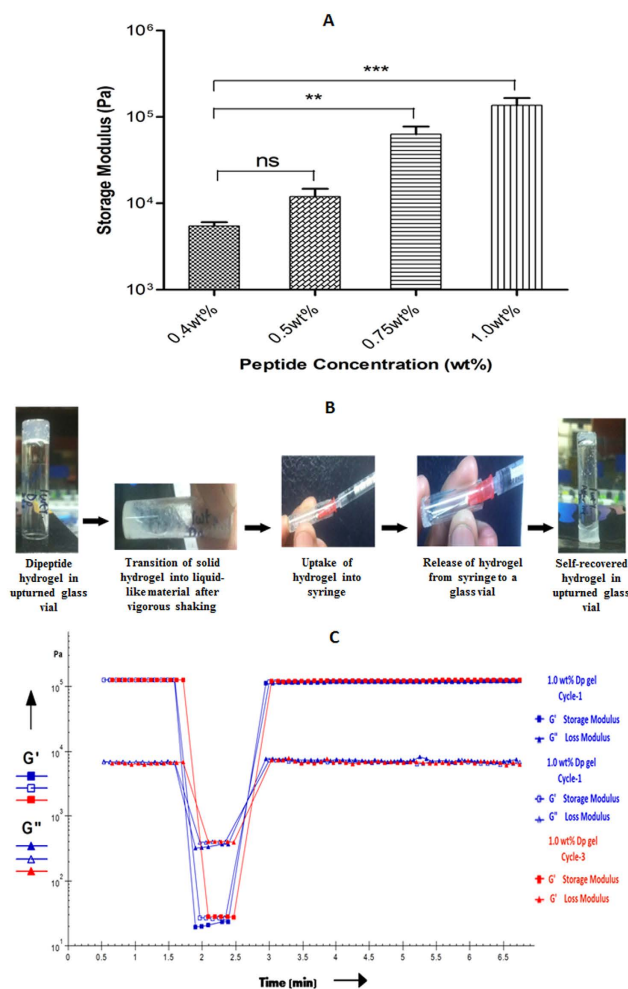 A
10⁶
***
10⁵
**
ns
10⁴
10³
Storage Modulus (Pa)
0.4wt%
0.5wt%
0.75wt%
1.0wt%
Peptide Concentration (wt%)
B
Dipeptide
hydrogel in
upturned glass
vial
Transition of solid
hydrogel into liquid-
like material after
vigorous shaking
Uptake of
hydrogel into
syringe
Release of hydrogel
from syringe to a
glass vial
Self-recovered
hydrogel in
upturned glass
vial
C
Pa
10⁵
10⁴
10³
10²
10¹
G'
G"
0
0.5
1
1.5
2
2.5
3
3.5
4
4.5
5
5.5
6
6.5
Time (min)
1.0 wt% Dp gel
Cycle-1
G' Storage Modulus
G" Loss Modulus
1.0 wt% Dp gel
Cycle-1
G' Storage Modulus
G" Loss Modulus
1.0 wt% Dp gel
Cycle-3
G' Storage Modulus
G" Loss Modulus